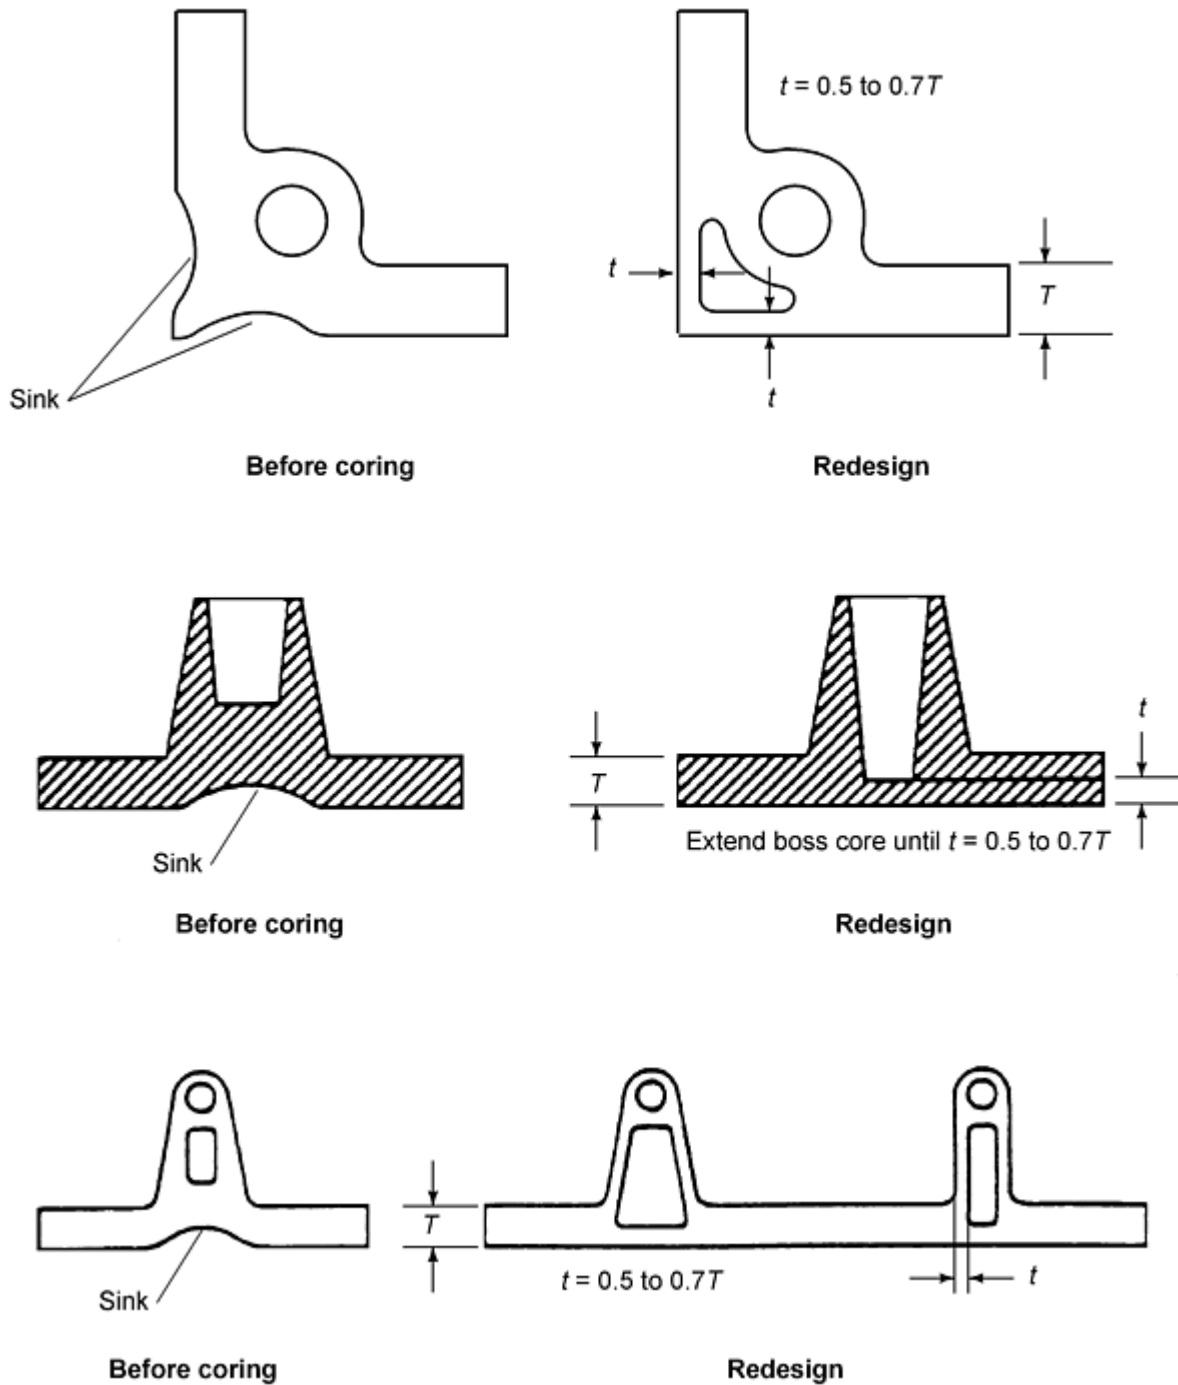 t = 0.5 to 0.7T
t
T
t
Sink
Before coring
Redesign
t
T
Extend boss core until t = 0.5 to 0.7T
Sink
Before coring
Redesign
T
t = 0.5 to 0.7T
t
Sink
Before coring
Redesign